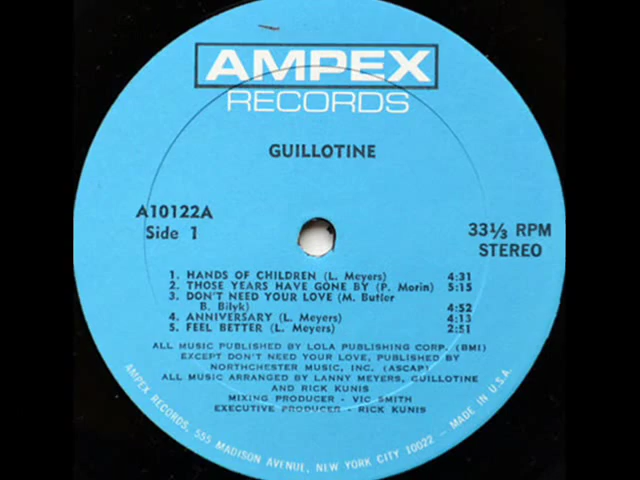 AMPEX
RECORDS
GUILLOTINE
A10122A
Side 1
33⅓ RPM
STEREO
1. HANDS OF CHILDREN (L. Meyers) 4:31
2. THOSE YEARS HAVE GONE BY (P. Morin) 5:15
3. DON'T NEED YOUR LOVE (M. Butler
B. Bilyk) 4:52
4. ANNIVERSARY (L. Meyers) 4:13
5. FEEL BETTER (L. Meyers) 2:51
ALL MUSIC PUBLISHED BY LOLA PUBLISHING CORP. (BMI)
EXCEPT DON'T NEED YOUR LOVE, PUBLISHED BY
NORTHCHESTER MUSIC, INC. (ASCAP)
ALL MUSIC ARRANGED BY LANNY MEYERS, GUILLOTINE
AND RICK KUNIS
MIXING PRODUCER - VIC SMITH
EXECUTIVE PRODUCER - RICK KUNIS
AMPEX RECORDS, 555 MADISON AVENUE, NEW YORK CITY 10022 – MADE IN U.S.A.